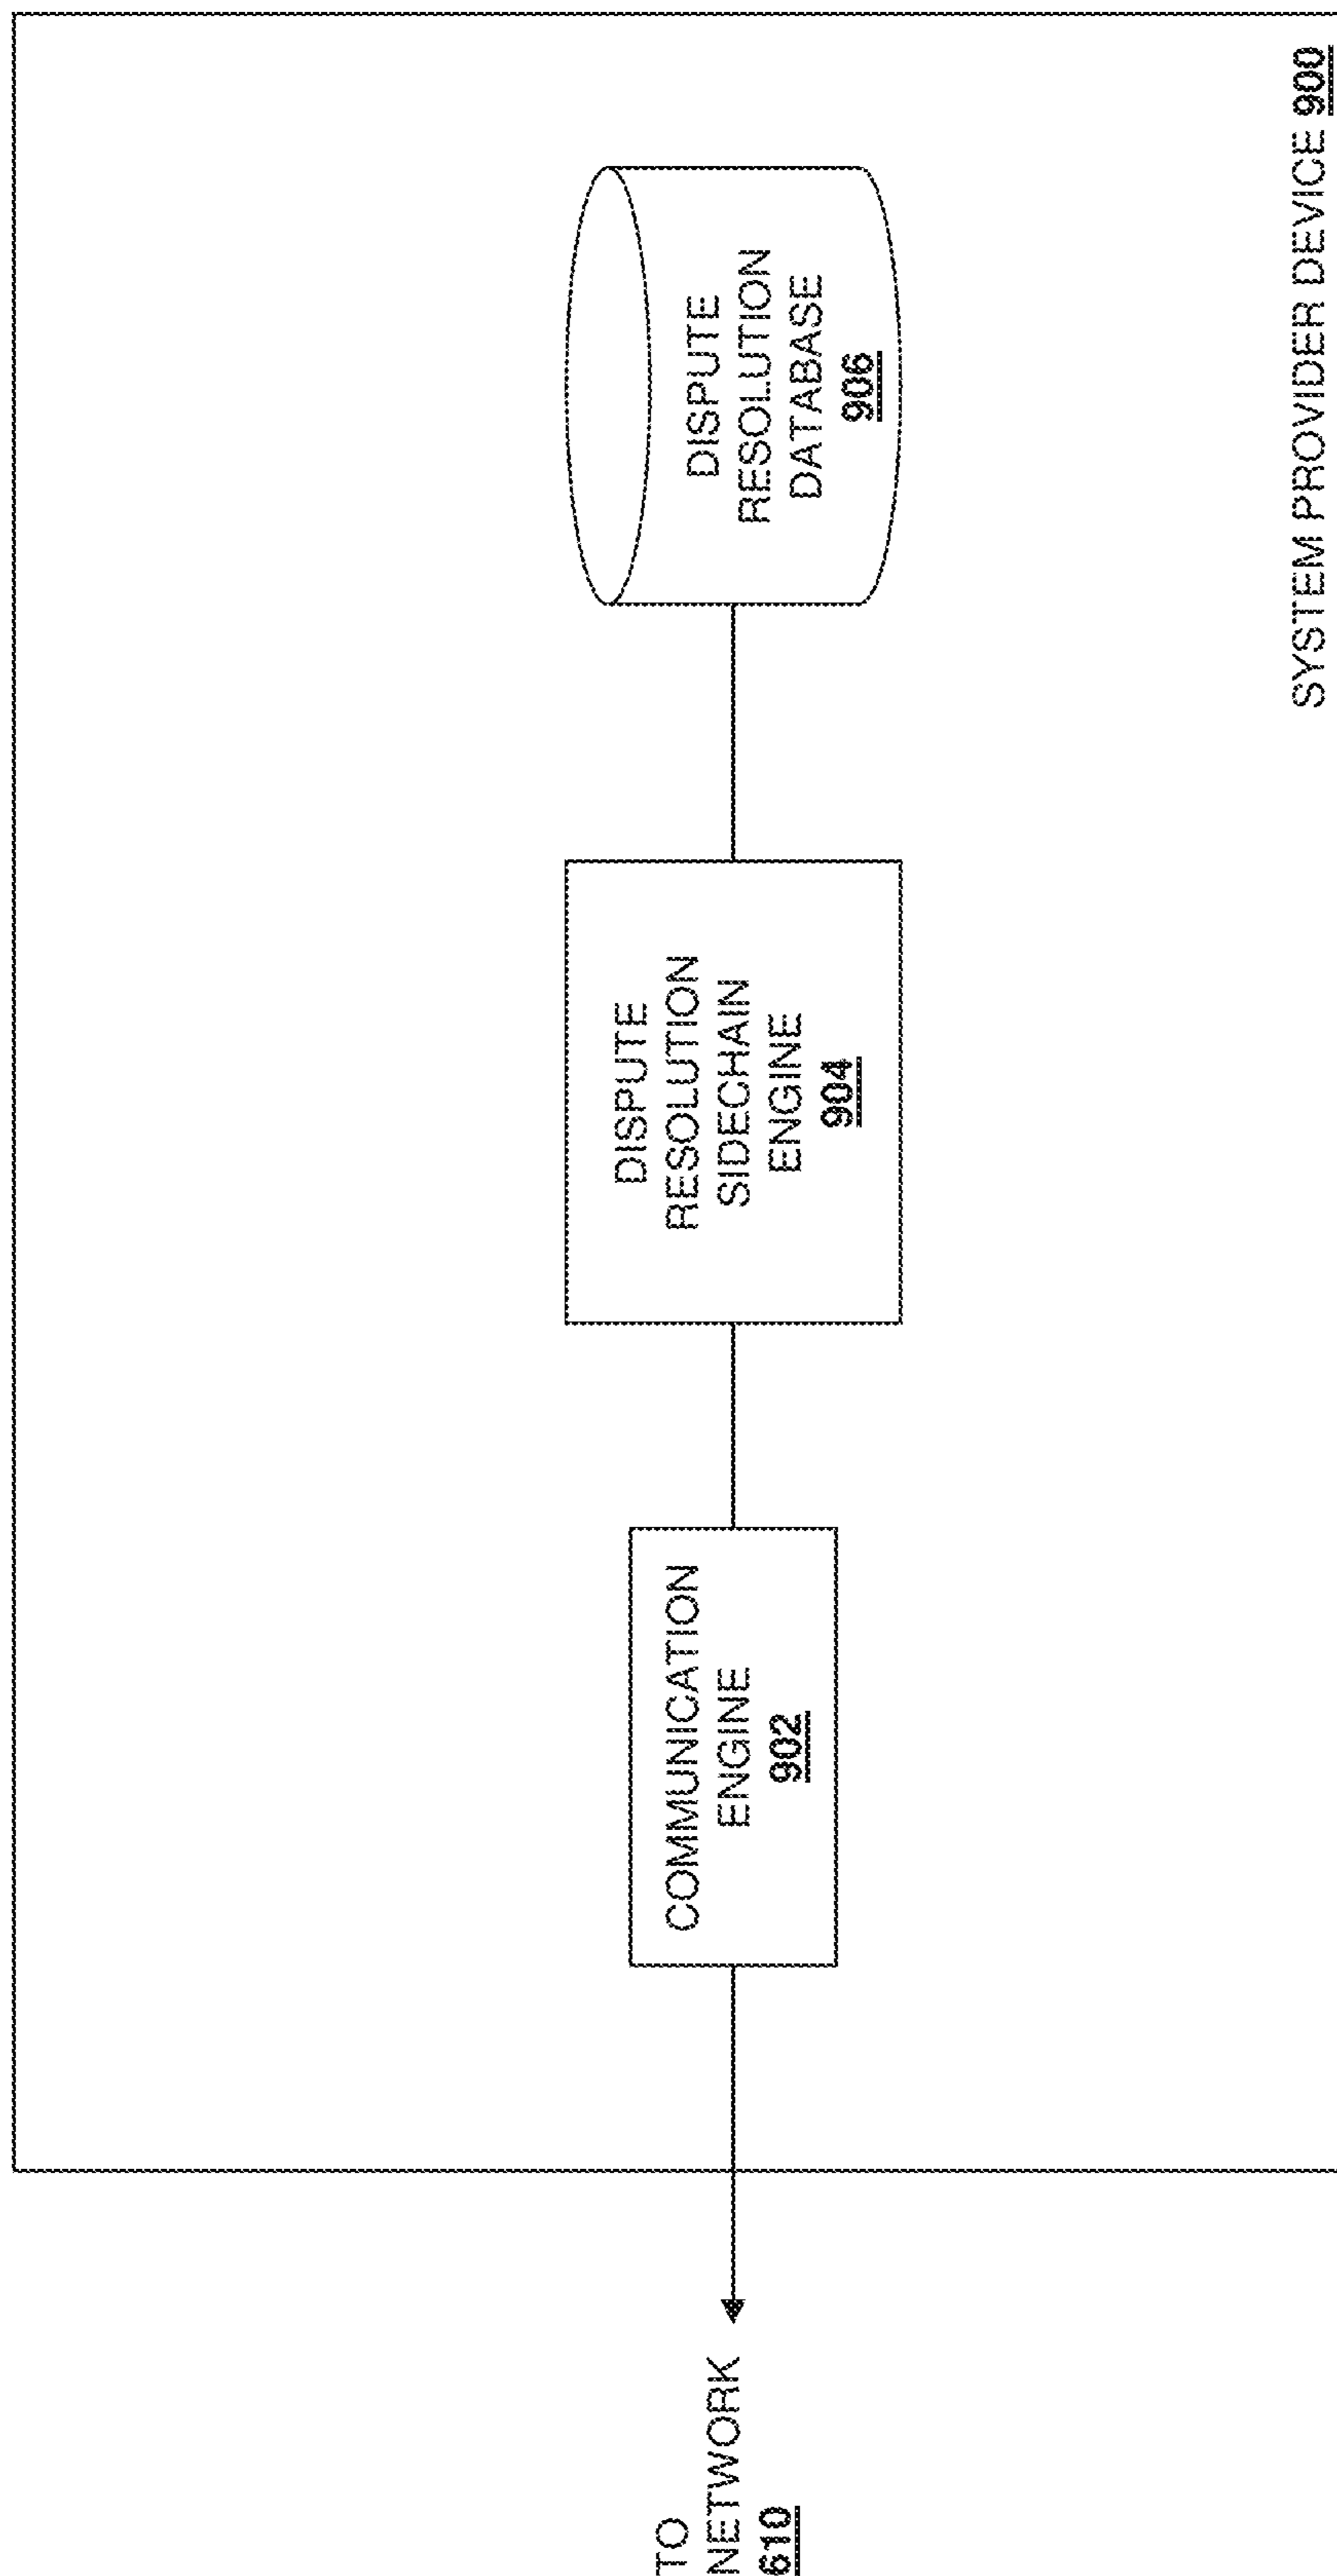 TO
NETWORK
610
COMMUNICATION
ENGINE
902
DISPUTE
RESOLUTION
SIDECHAIN
ENGINE
904
DISPUTE
RESOLUTION
DATABASE
906
SYSTEM PROVIDER DEVICE 900